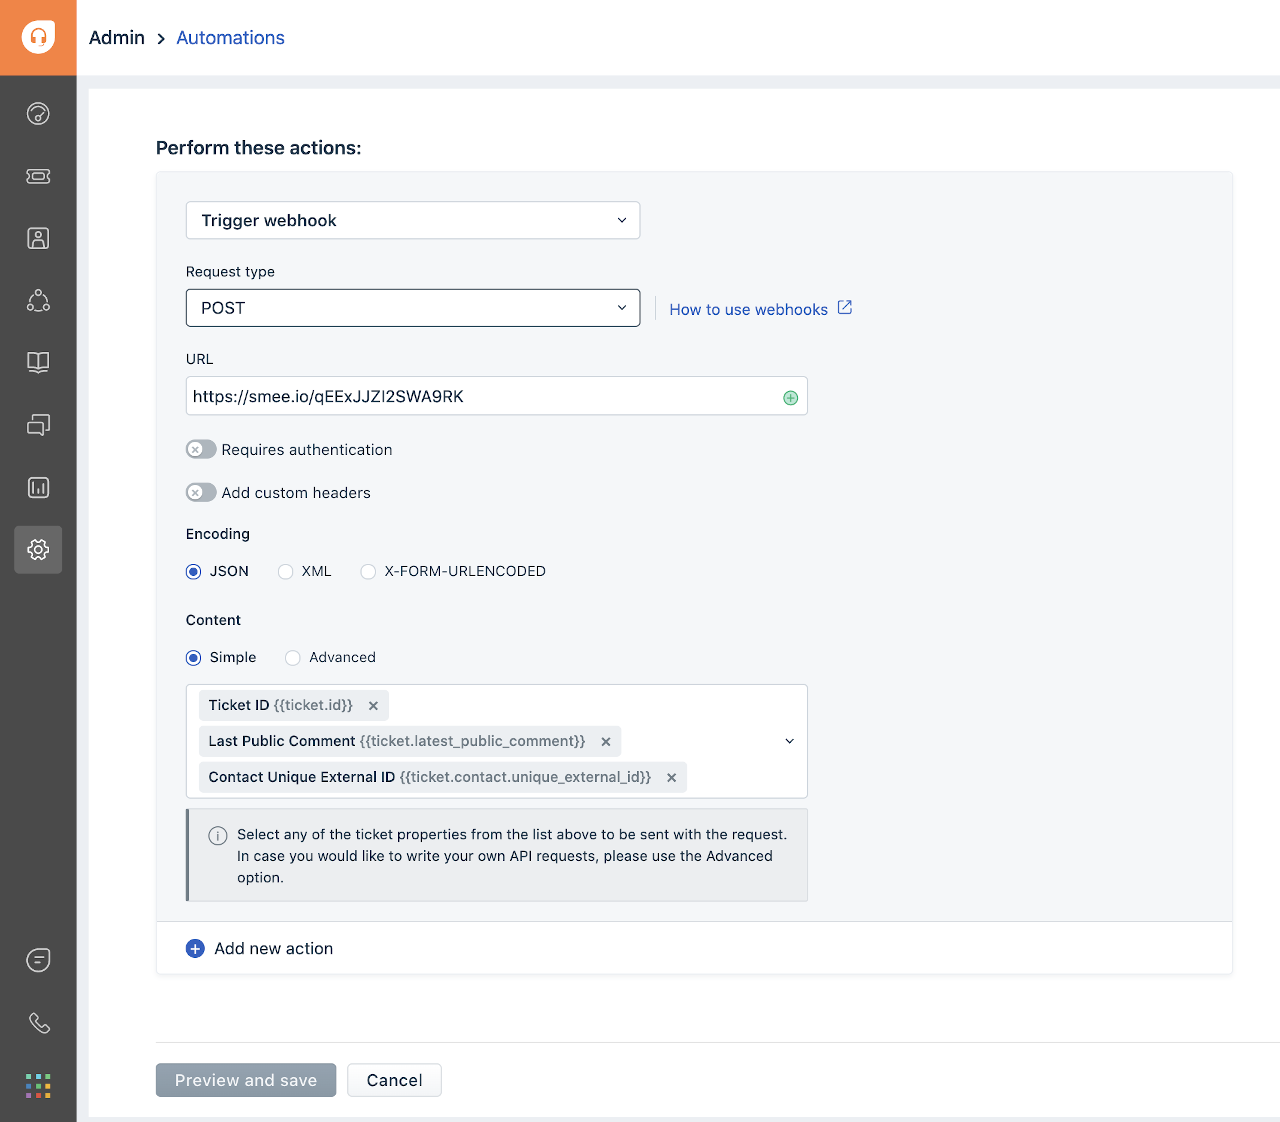 Admin > Automations
Perform these actions:
Trigger webhook
Request type
POST
How to use webhooks
URL
https://smee.io/qEExJJZI2SWA9RK
Requires authentication
Add custom headers
Encoding
JSON XML X-FORM-URLENCODED
Content
Simple Advanced
Ticket ID {{ticket.id}}
Last Public Comment {{ticket.latest_public_comment}}
Contact Unique External ID {{ticket.contact.unique_external_id}}
Select any of the ticket properties from the list above to be sent with the request.
In case you would like to write your own API requests, please use the Advanced
option.
Add new action
Preview and save Cancel